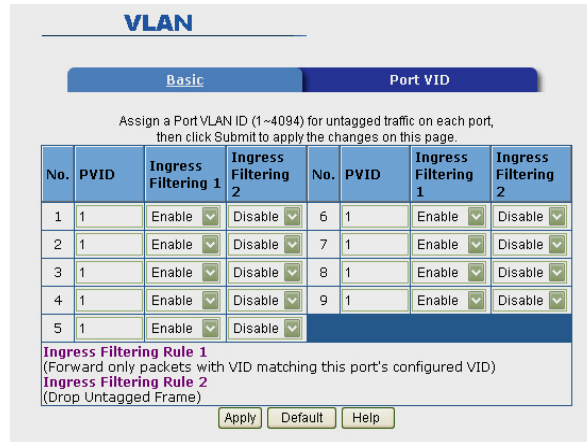 VLAN
Basic Port VID
Assign a Port VLAN ID (1~4094) for untagged traffic on each port,
then click Submit to apply the changes on this page.
No. PVID Ingress Filtering 1 Ingress Filtering 2 No. PVID Ingress Filtering 1 Ingress Filtering 2
1 1 Enable Disable 6 1 Enable Disable
2 1 Enable Disable 7 1 Enable Disable
3 1 Enable Disable 8 1 Enable Disable
4 1 Enable Disable 9 1 Enable Disable
5 1 Enable Disable
Ingress Filtering Rule 1
(Forward only packets with VID matching this port's configured VID)
Ingress Filtering Rule 2
(Drop Untagged Frame)
Apply Default Help